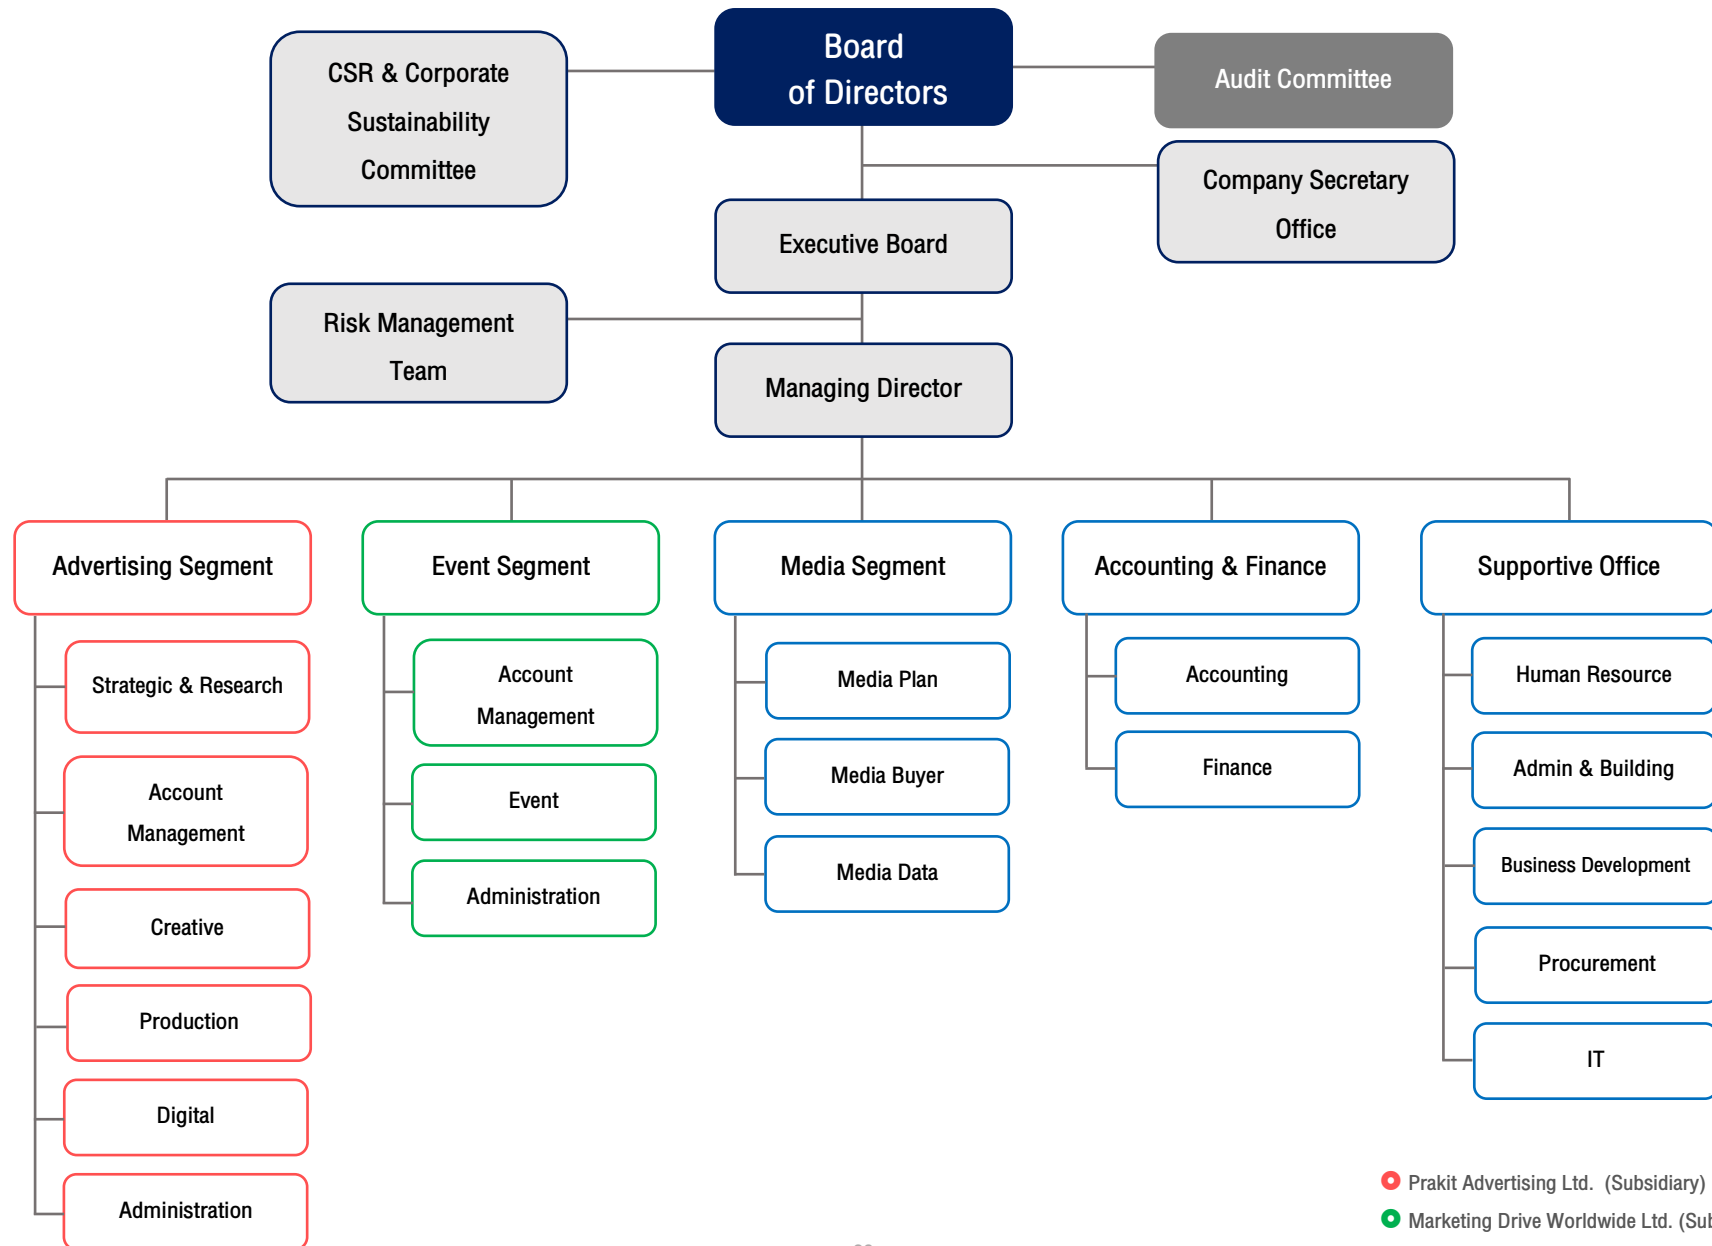 Board
of Directors
CSR & Corporate
Sustainability
Committee
Audit Committee
Company Secretary
Office
Executive Board
Risk Management
Team
Managing Director
Advertising Segment
Strategic & Research
Account
Management
Creative
Production
Digital
Administration
Event Segment
Account
Management
Event
Administration
Media Segment
Media Plan
Media Buyer
Media Data
Accounting & Finance
Accounting
Finance
Supportive Office
Human Resource
Admin & Building
Business Development
Procurement
IT
Prakit Advertising Ltd. (Subsidiary)
Marketing Drive Worldwide Ltd.